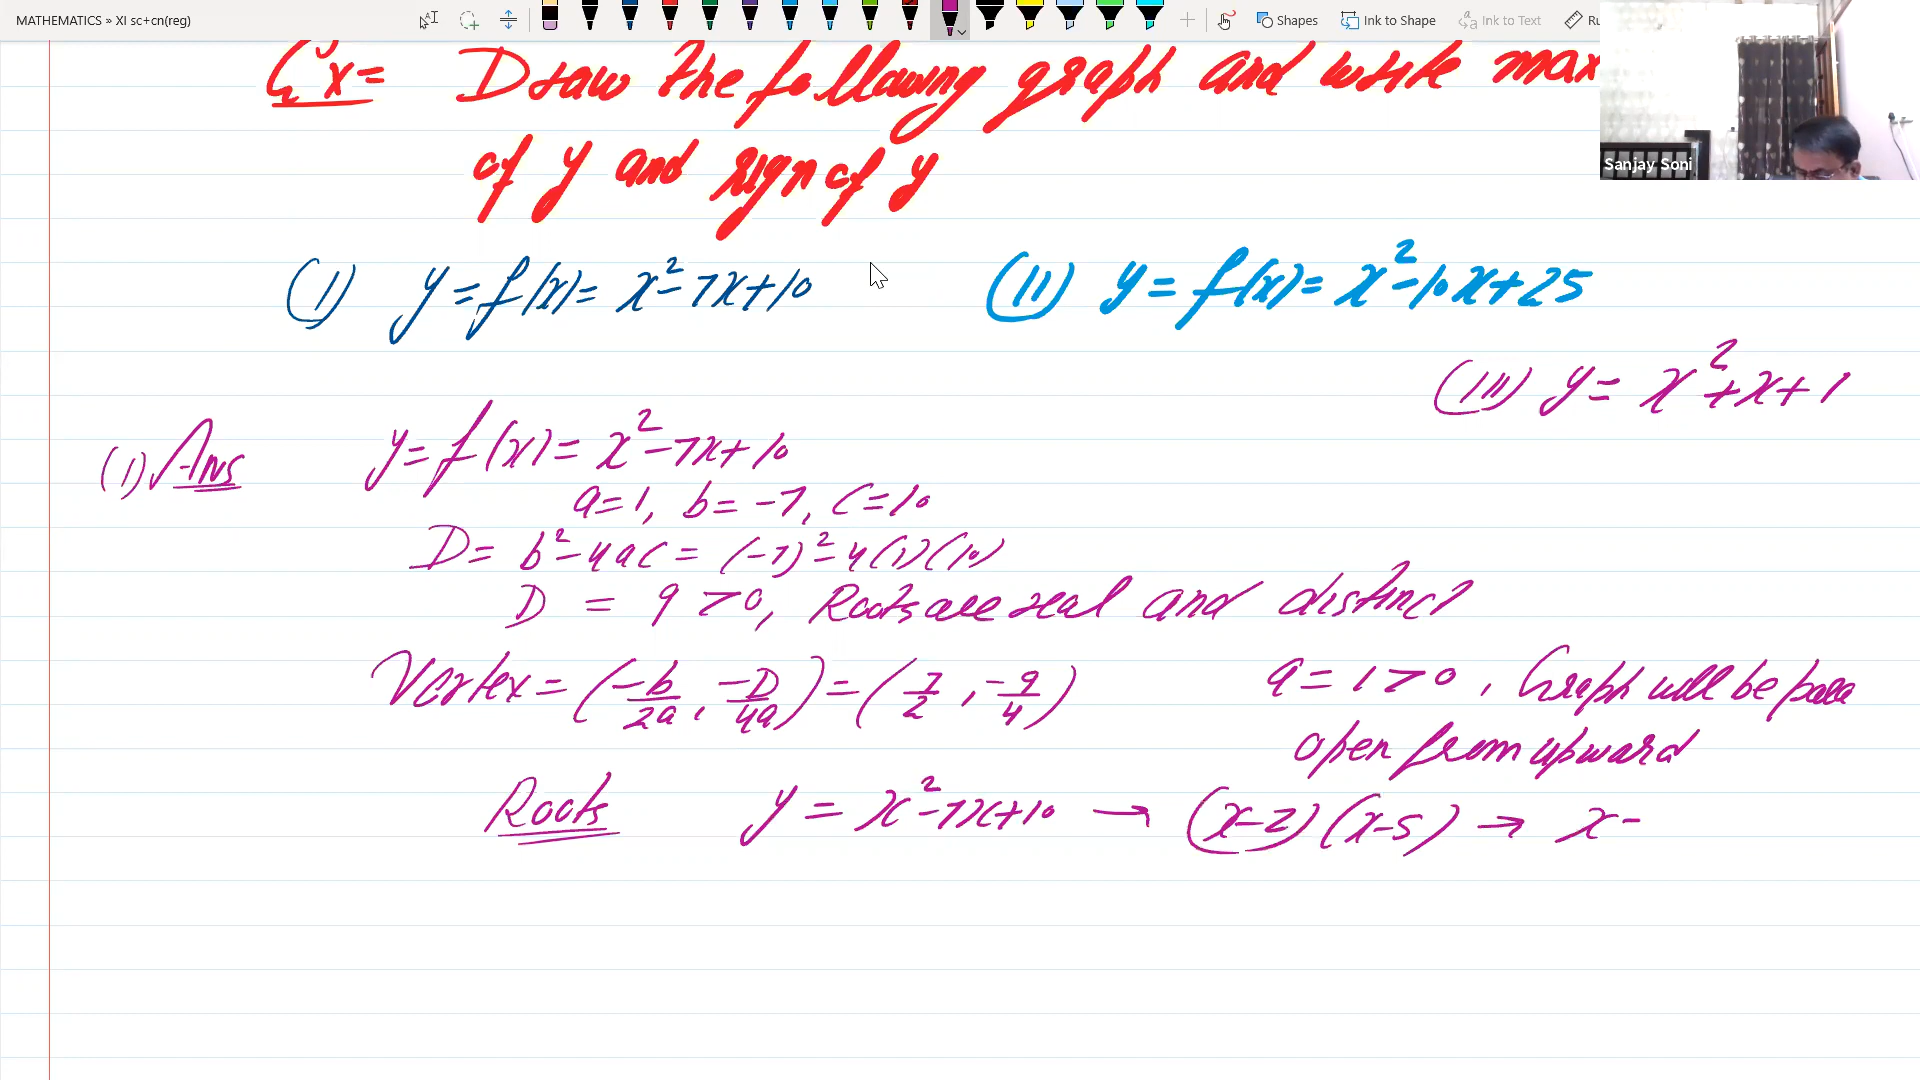 MATHEMATICS » XI sc+cn(reg)
Shapes Ink to Shape Ink to Text Ru
Ex= Draw the following graph and write max
of y and sign of y
Sanjay Soni
(I) y=f(x)= x²-7x+10 (II) y=f(x)= x²-10x+25
(III) y= x²+x+1
(1) Ans y=f(x)= x²-7x+10
a=1, b=-7, c=10
D= b²-4ac = (-7)²-4(1)(10)
D = 9 >0, Roots are real and distinct
Vertex= (-b/2a, -D/4a)=(7/2, -9/4) a=1>0, Graph will be para
open from upward
Roots y = x²-7x+10 → (x-2)(x-5) → x-